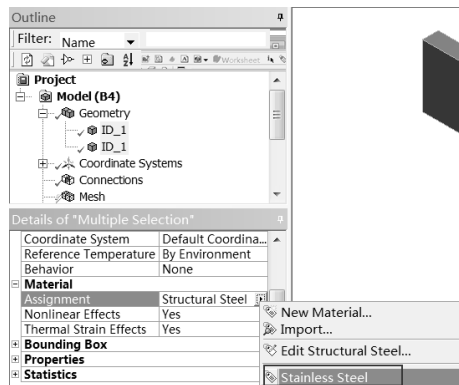 Outline
Filter: Name
Worksheet
Project
Model (B4)
Geometry
ID_1
ID_1
Coordinate Systems
Connections
Mesh
Details of "Multiple Selection"
Coordinate System Default Coordina...
Reference Temperature By Environment
Behavior None
Material
Assignment Structural Steel
Nonlinear Effects Yes
Thermal Strain Effects Yes
Bounding Box
Properties
Statistics
New Material...
Import...
Edit Structural Steel...
Stainless Steel